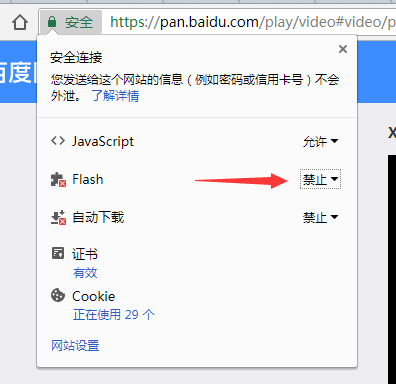 安全 https://pan.baidu.com/play/video#video/p
安全连接
您发送给这个网站的信息（例如密码或信用卡号）不会
外泄。 了解详情
JavaScript 允许
Flash 禁止
自动下载 禁止
证书
有效
Cookie
正在使用 29 个
网站设置
百度
X